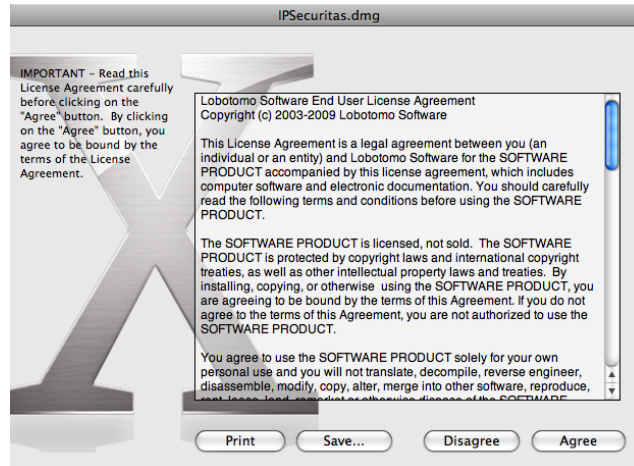 IPSecuritas.dmg
IMPORTANT – Read this
License Agreement carefully
before clicking on the
"Agree" button.  By clicking
on the "Agree" button, you
agree to be bound by the
terms of the License
Agreement.
Lobotomo Software End User License Agreement
Copyright (c) 2003-2009 Lobotomo Software
This License Agreement is a legal agreement between you (an
individual or an entity) and Lobotomo Software for the SOFTWARE
PRODUCT accompanied by this license agreement, which includes
computer software and electronic documentation. You should carefully
read the following terms and conditions before using the SOFTWARE
PRODUCT.
The SOFTWARE PRODUCT is licensed, not sold.  The SOFTWARE
PRODUCT is protected by copyright laws and international copyright
treaties, as well as other intellectual property laws and treaties.  By
installing, copying, or otherwise  using the SOFTWARE PRODUCT, you
are agreeing to be bound by the terms of this Agreement. If you do not
agree to the terms of this Agreement, you are not authorized to use the
SOFTWARE PRODUCT.
You agree to use the SOFTWARE PRODUCT solely for your own
personal use and you will not translate, decompile, reverse engineer,
disassemble, modify, copy, alter, merge into other software, reproduce,
rent, lease, lend, remarket or otherwise dispose of the SOFTWARE
Print
Save...
Disagree
Agree